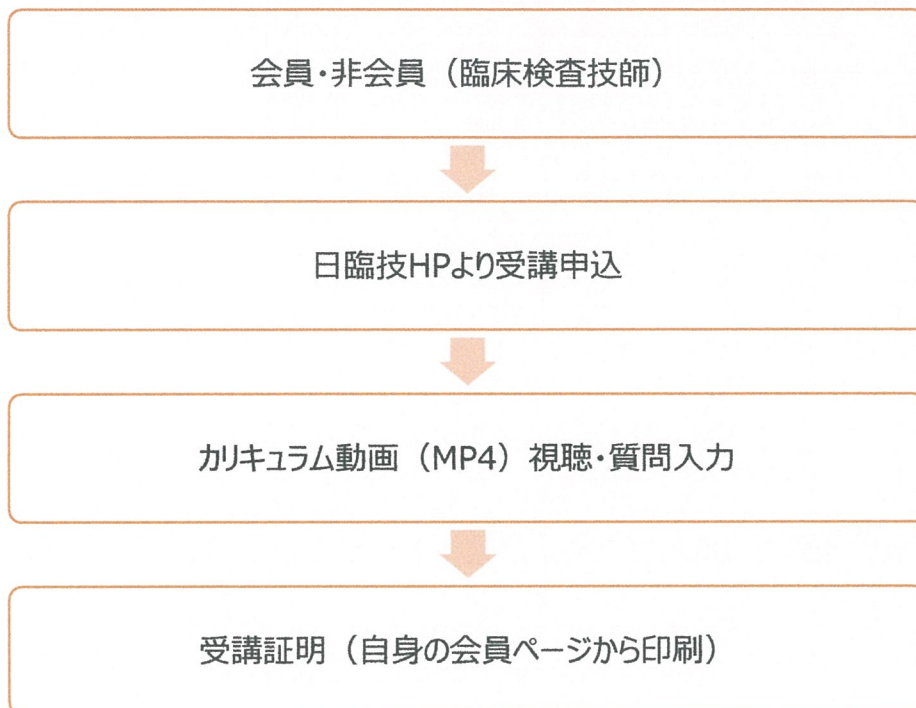 会員・非会員（臨床検査技師）
日臨技HPより受講申込
カリキュラム動画（MP4）視聴・質問入力
受講証明（自身の会員ページから印刷）